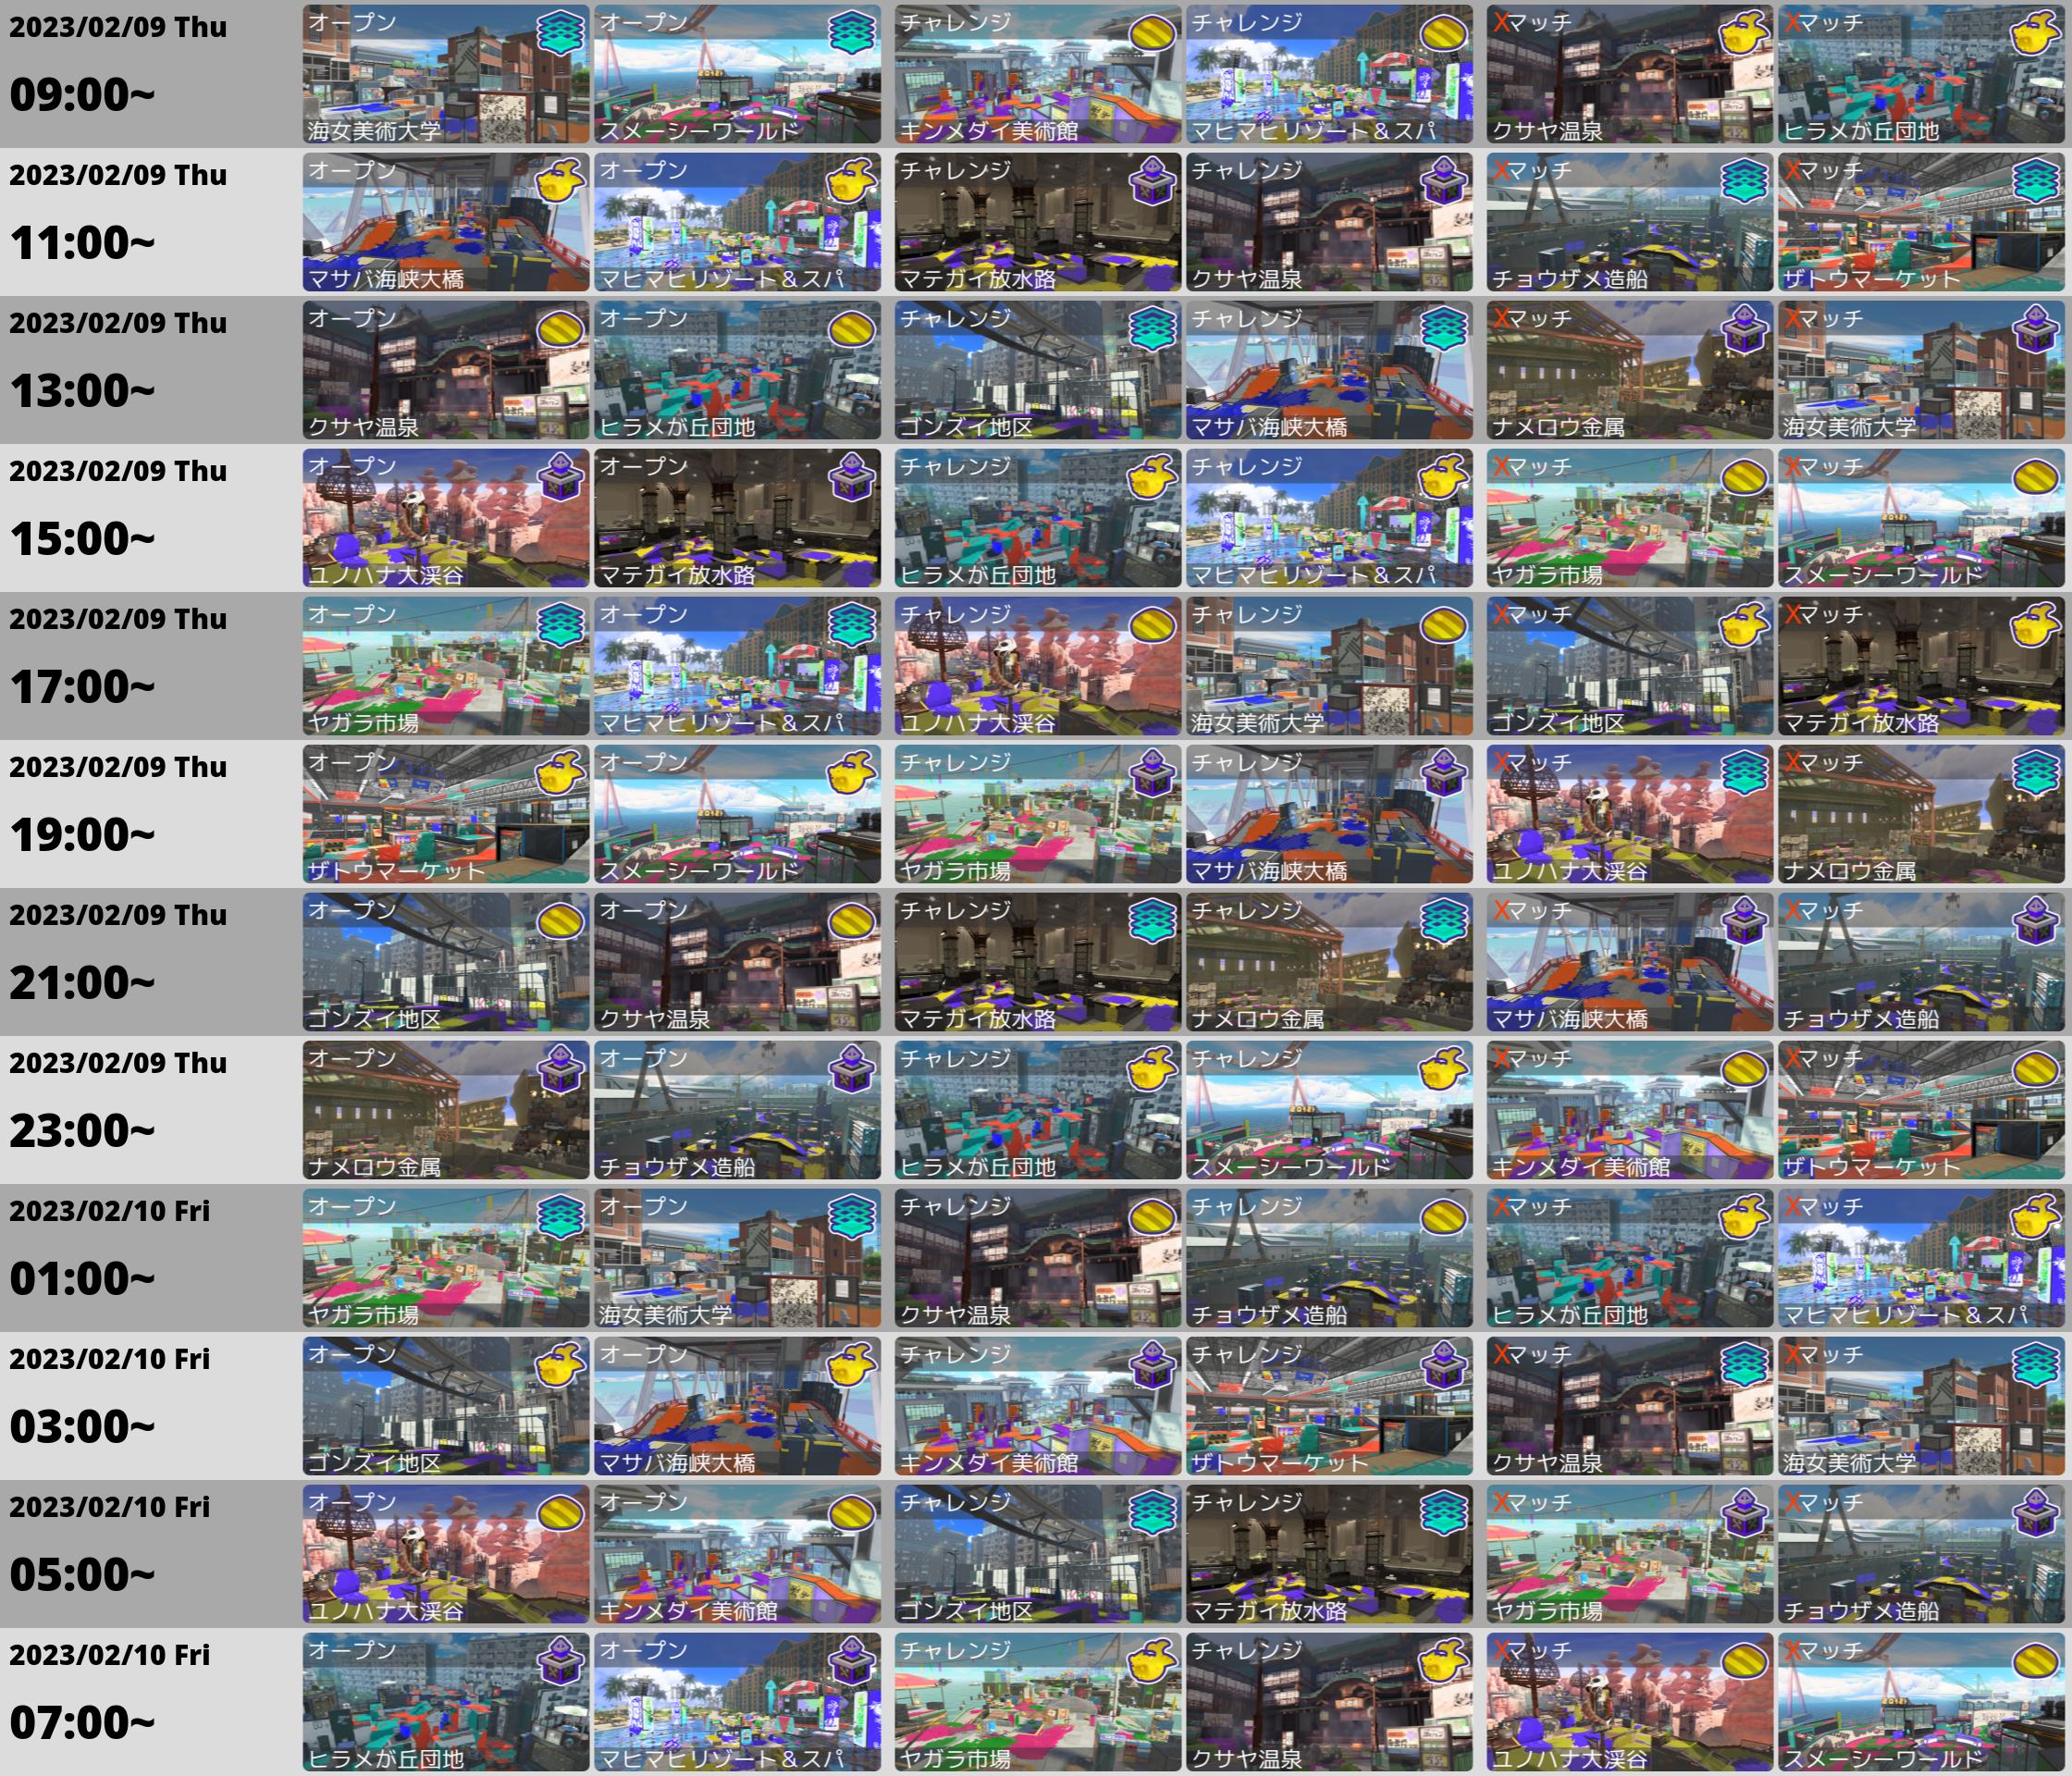 2023/02/09 Thu
09:00~
オープン オープン チャレンジ チャレンジ Xマッチ Xマッチ
海女美術大学 スメーシーワールド キンメダイ美術館 マヒマヒリゾート＆スパ クサヤ温泉 ヒラメが丘団地
2023/02/09 Thu
11:00~
オープン オープン チャレンジ チャレンジ Xマッチ Xマッチ
マサバ海峡大橋 マヒマヒリゾート＆スパ マテガイ放水路 クサヤ温泉 チョウザメ造船 ザトウマーケット
2023/02/09 Thu
13:00~
オープン オープン チャレンジ チャレンジ Xマッチ Xマッチ
クサヤ温泉 ヒラメが丘団地 ゴンズイ地区 マサバ海峡大橋 ナメロウ金属 海女美術大学
2023/02/09 Thu
15:00~
オープン オープン チャレンジ チャレンジ Xマッチ Xマッチ
ユノハナ大渓谷 マテガイ放水路 ヒラメが丘団地 マヒマヒリゾート＆スパ ヤガラ市場 スメーシーワールド
2023/02/09 Thu
17:00~
オープン オープン チャレンジ チャレンジ Xマッチ Xマッチ
ヤガラ市場 マヒマヒリゾート＆スパ ユノハナ大渓谷 海女美術大学 ゴンズイ地区 マテガイ放水路
2023/02/09 Thu
19:00~
オープン オープン チャレンジ チャレンジ Xマッチ Xマッチ
ザトウマーケット スメーシーワールド ヤガラ市場 マサバ海峡大橋 ユノハナ大渓谷 ナメロウ金属
2023/02/09 Thu
21:00~
オープン オープン チャレンジ チャレンジ Xマッチ Xマッチ
ゴンズイ地区 クサヤ温泉 マテガイ放水路 ナメロウ金属 マサバ海峡大橋 チョウザメ造船
2023/02/09 Thu
23:00~
オープン オープン チャレンジ チャレンジ Xマッチ Xマッチ
ナメロウ金属 チョウザメ造船 ヒラメが丘団地 スメーシーワールド キンメダイ美術館 ザトウマーケット
2023/02/10 Fri
01:00~
オープン オープン チャレンジ チャレンジ Xマッチ Xマッチ
ヤガラ市場 海女美術大学 クサヤ温泉 チョウザメ造船 ヒラメが丘団地 マヒマヒリゾート＆スパ
2023/02/10 Fri
03:00~
オープン オープン チャレンジ チャレンジ Xマッチ Xマッチ
ゴンズイ地区 マサバ海峡大橋 キンメダイ美術館 ザトウマーケット クサヤ温泉 海女美術大学
2023/02/10 Fri
05:00~
オープン オープン チャレンジ チャレンジ Xマッチ Xマッチ
ユノハナ大渓谷 キンメダイ美術館 ゴンズイ地区 マテガイ放水路 ヤガラ市場 チョウザメ造船
2023/02/10 Fri
07:00~
オープン オープン チャレンジ チャレンジ Xマッチ Xマッチ
ヒラメが丘団地 マヒマヒリゾート＆スパ ヤガラ市場 クサヤ温泉 ユノハナ大渓谷 スメーシーワールド